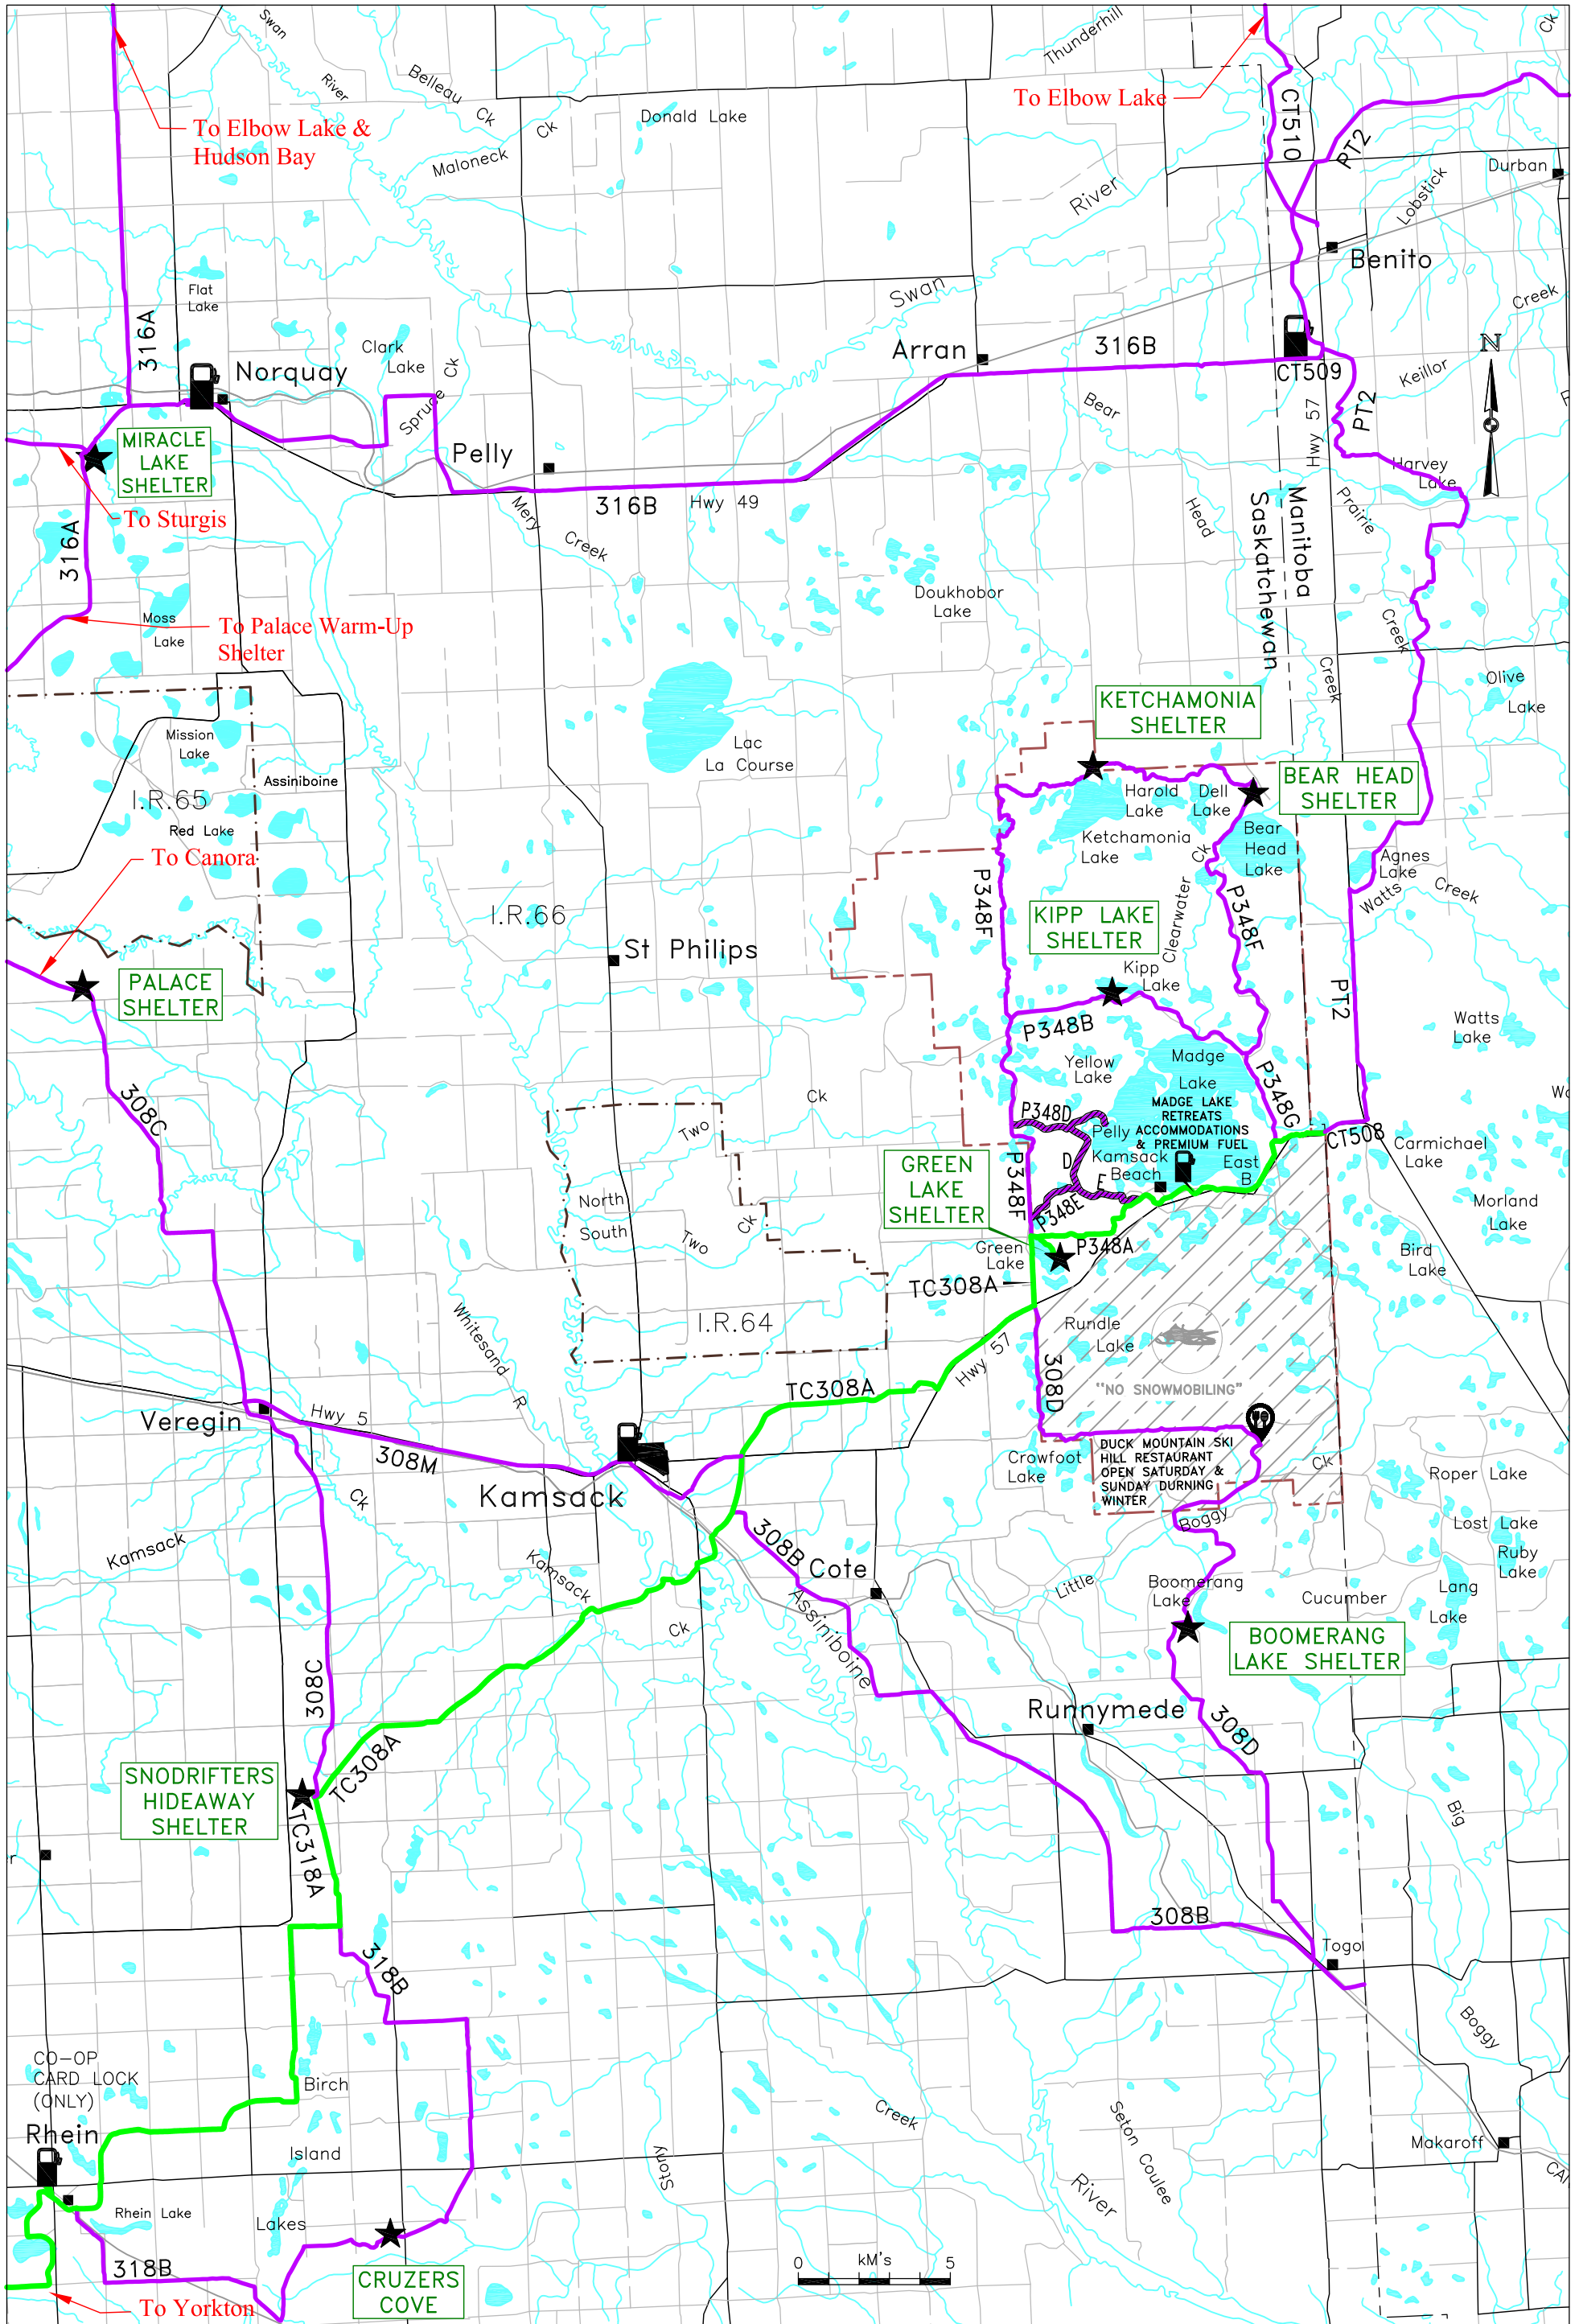 Swan
River
Belleau
Ck
Ck
Maloneck
Donald Lake
Thunderhill
Ck
To Elbow Lake &
Hudson Bay
To Elbow Lake
CT510
PT2
Durban
Lobstick
River
Benito
Creek
Swan
Flat
Lake
316A
Clark
Lake
Ck
Spruce
Norquay
Arran
316B
CT509
Keillor
N
MIRACLE
LAKE
SHELTER
Pelly
Bear
Hwy 57
PT2
Harvey
Lake
To Sturgis
316A
316B
Hwy 49
Mery
Creek
Head
Manitoba
Saskatchewan
Prairie
Creek
Doukhobor
Lake
Moss
Lake
To Palace Warm-Up
Shelter
Creek
Olive
Lake
KETCHAMONIA
SHELTER
Mission
Lake
Lac
La Course
Assiniboine
I.R.65
Red Lake
BEAR HEAD
SHELTER
Harold
Lake
Dell
Lake
Ketchamonia
Lake
Bear
Head
Lake
Ck
Clearwater
Agnes
Lake
Watts
Creek
To Canora
P348F
P348F
I.R.66
KIPP LAKE
SHELTER
St Philips
PALACE
SHELTER
Kipp
Lake
P348B
PT2
Watts
Lake
Yellow
Lake
Madge
Lake
P348G
308C
Ck
Two
P348D
MADGE LAKE
RETREATS
ACCOMMODATIONS
& PREMIUM FUEL
Pelly
CT508
Carmichael
Lake
GREEN
LAKE
SHELTER
D
Kamsack
Beach
East
B
E
P348F
P348E
North
South
Two
Ck
Morland
Lake
Green
Lake
P348A
Bird
Lake
TC308A
I.R.64
Whitesand
R
Hwy 57
Rundle
Lake
308D
"NO SNOWMOBILING"
TC308A
Veregin
Hwy 5
308M
Kamsack
Crowfoot
Lake
DUCK MOUNTAIN SKI
HILL RESTAURANT
OPEN SATURDAY &
SUNDAY DURNING
WINTER
Ck
Roper Lake
Boggy
Lost Lake
Ck
Kamsack
Kamsack
Ck
308B
Cote
Assiniboine
Little
Boomerang
Lake
Cucumber
Ruby
Lake
Lang
Lake
BOOMERANG
LAKE SHELTER
308C
Runnymede
308D
TC308A
SNODRIFTERS
HIDEAWAY
SHELTER
TC318A
Big
r
308B
Togo
318B
Boggy
CO-OP
CARD LOCK
(ONLY)
Birch
Rhein
Creek
Seton Coulee
Makaroff
Island
Stony
River
CA
Rhein Lake
Lakes
318B
CRUZERS
COVE
To Yorkton
0
kM's
5